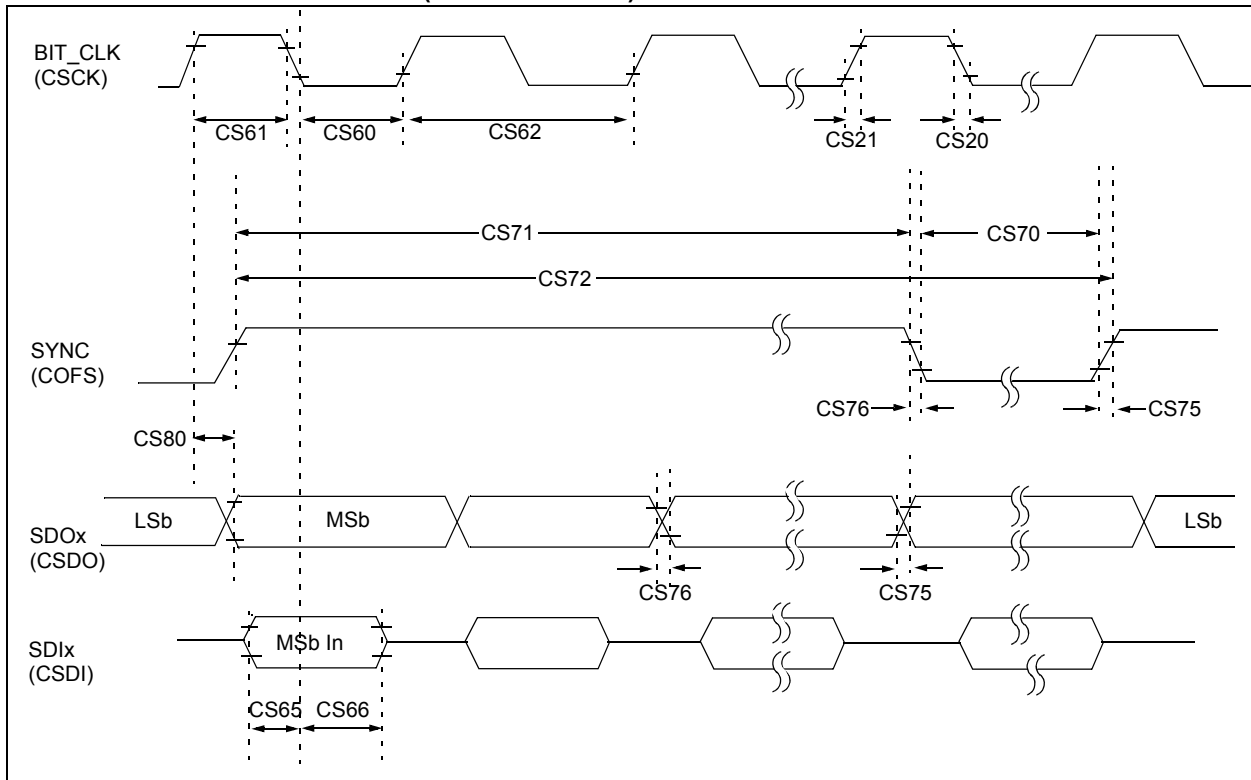 BIT_CLK
(CSCK)
CS61
CS60
CS62
CS21
CS20
CS71
CS70
CS72
SYNC
(COFS)
CS76
CS75
CS80
LSb
MSb
LSb
SDOx
(CSDO)
CS76
CS75
SDIx
(CSDI)
MSb In
CS65
CS66